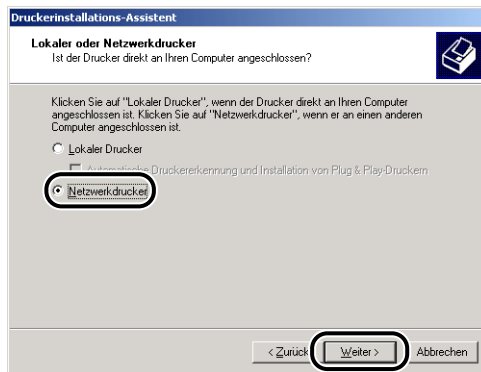 Druckerinstallations-Assistent
Lokaler oder Netzwerkdrucker
Ist der Drucker direkt an Ihren Computer angeschlossen?
Klicken Sie auf "Lokaler Drucker", wenn der Drucker direkt an Ihren Computer
angeschlossen ist. Klicken Sie auf "Netzwerkdrucker", wenn er an einen anderen
Computer angeschlossen ist.
Lokaler Drucker
Automatische Druckererkennung und Installation von Plug & Play-Druckern
Netzwerkdrucker
< Zurück Weiter > Abbrechen